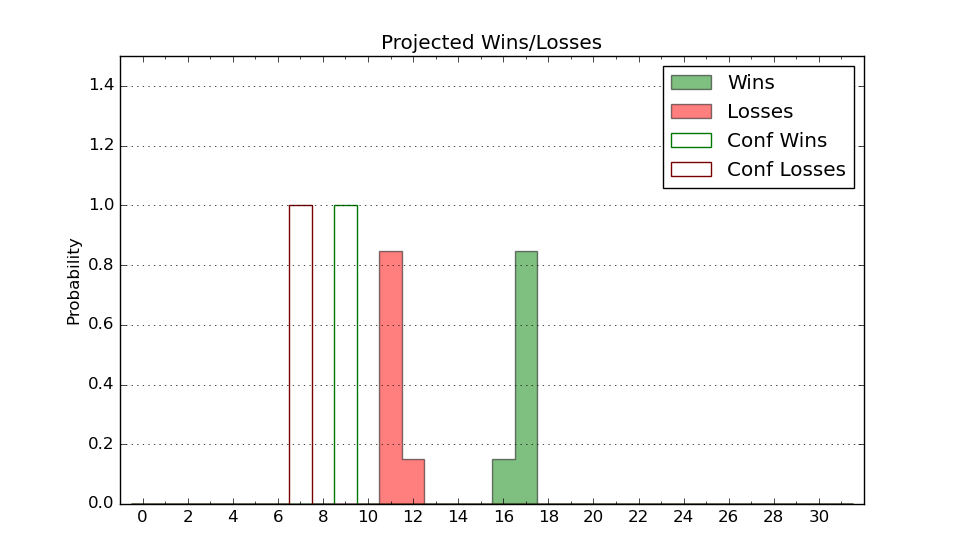 Projected Wins/Losses
Wins
Losses
Conf Wins
Conf Losses
Probability
1.4
1.2
1.0
0.8
0.6
0.4
0.2
0.0
0 2 4 6 8 10 12 14 16 18 20 22 24 26 28 30